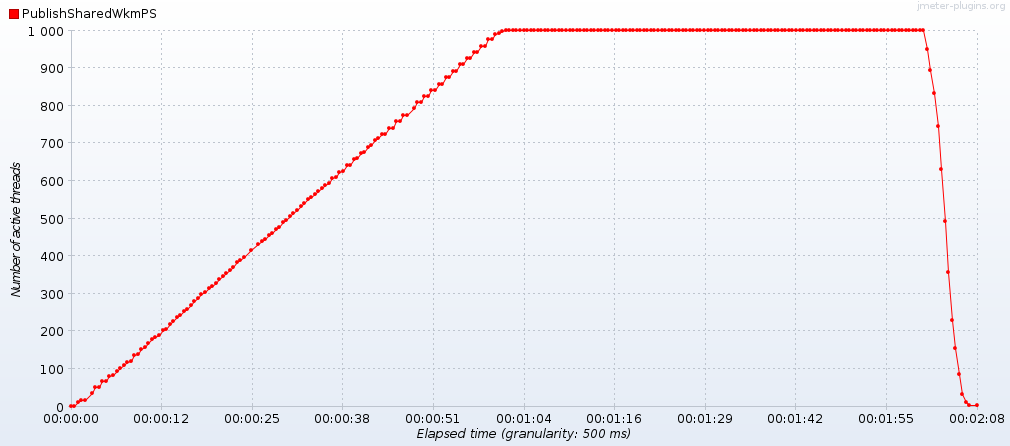 jmeter-plugins.org
PublishSharedWkmPS
1 000
900
800
700
600
500
400
300
200
100
0
Number of active threads
00:00:00 00:00:12 00:00:25 00:00:38 00:00:51 00:01:04 00:01:16 00:01:29 00:01:42 00:01:55 00:02:08
Elapsed time (granularity: 500 ms)